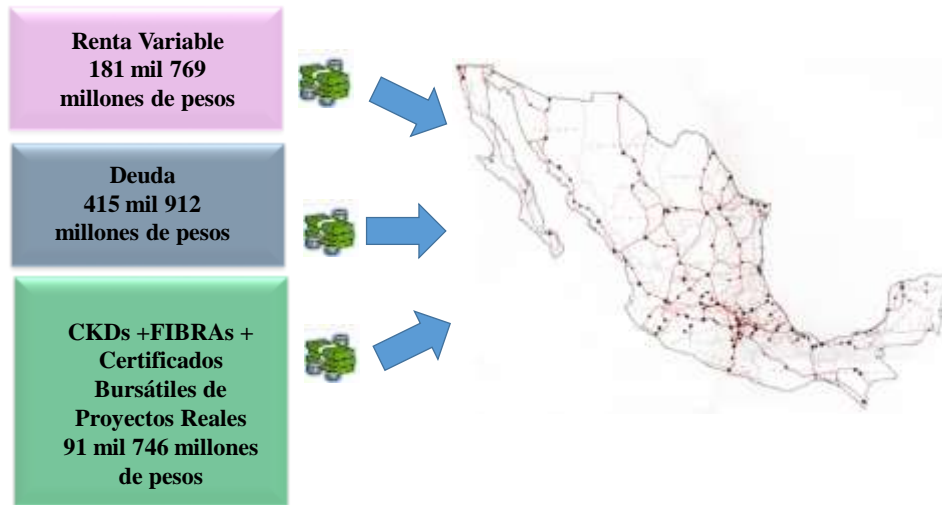 Renta Variable
181 mil 769
millones de pesos
Deuda
415 mil 912
millones de pesos
CKDs +FIBRAs +
Certificados
Bursátiles de
Proyectos Reales
91 mil 746 millones
de pesos